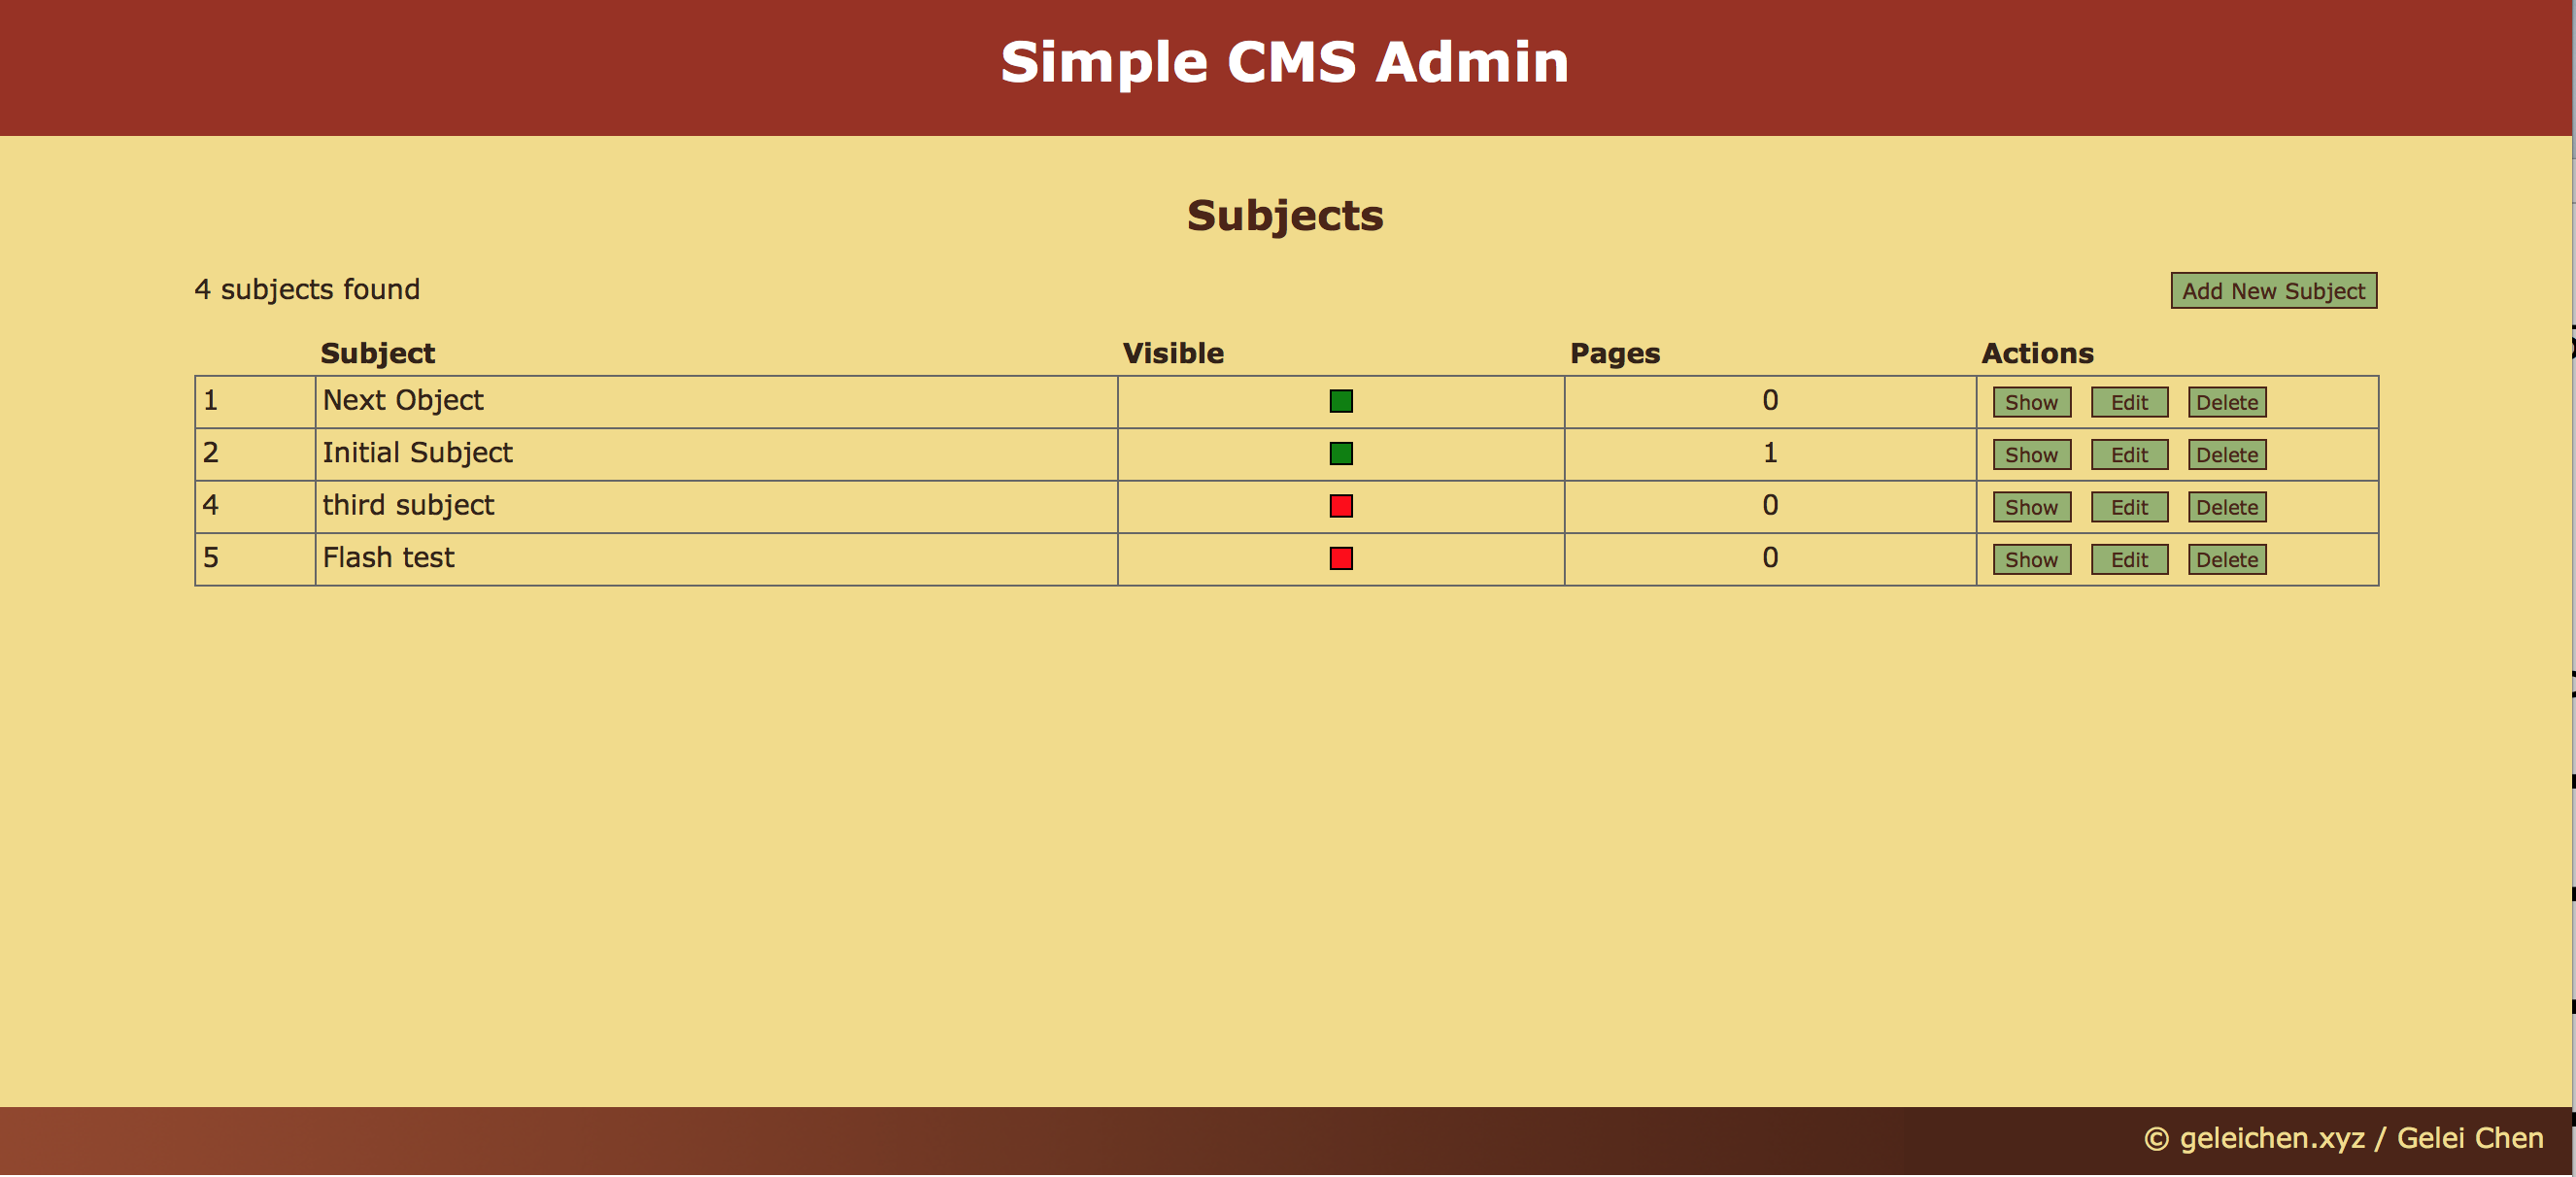 Simple CMS Admin
Subjects
4 subjects found
Add New Subject
Subject Visible Pages Actions
1 Next Object 0 Show Edit Delete
2 Initial Subject 1 Show Edit Delete
4 third subject 0 Show Edit Delete
5 Flash test 0 Show Edit Delete
© geleichen.xyz / Gelei Chen